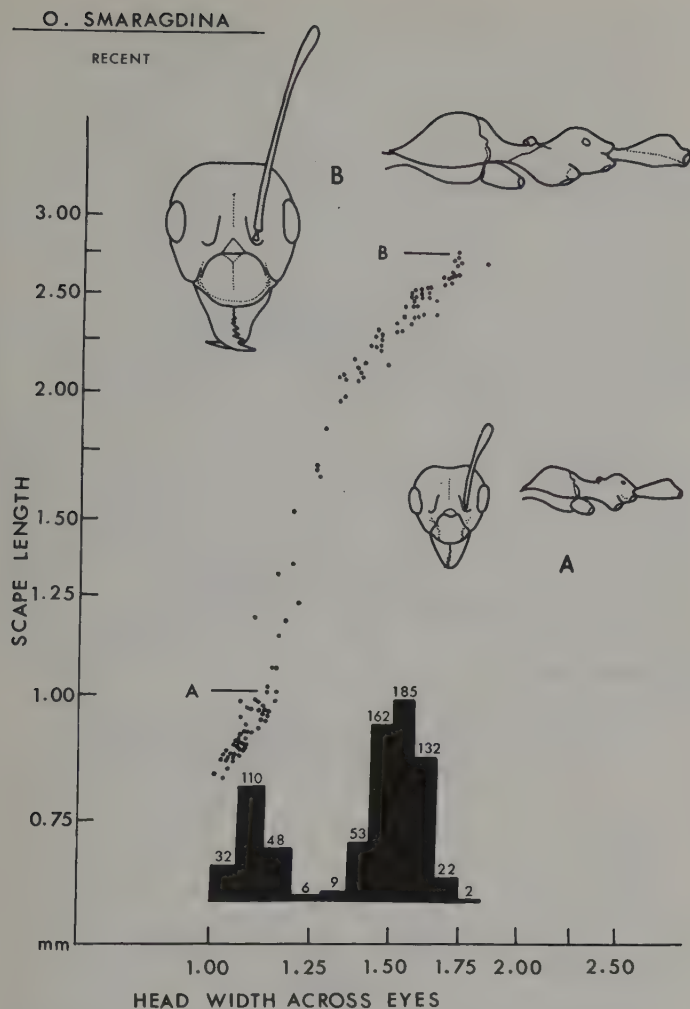 O. SMARAGDINA
RECENT
B
3.00
B
2.50
2.00
SCAPE LENGTH
1.50
A
1.25
A
1.00
185
162
132
110
0.75
53
48
32
22
9
6
2
mm
1.00 1.25 1.50 1.75 2.00 2.50
HEAD WIDTH ACROSS EYES